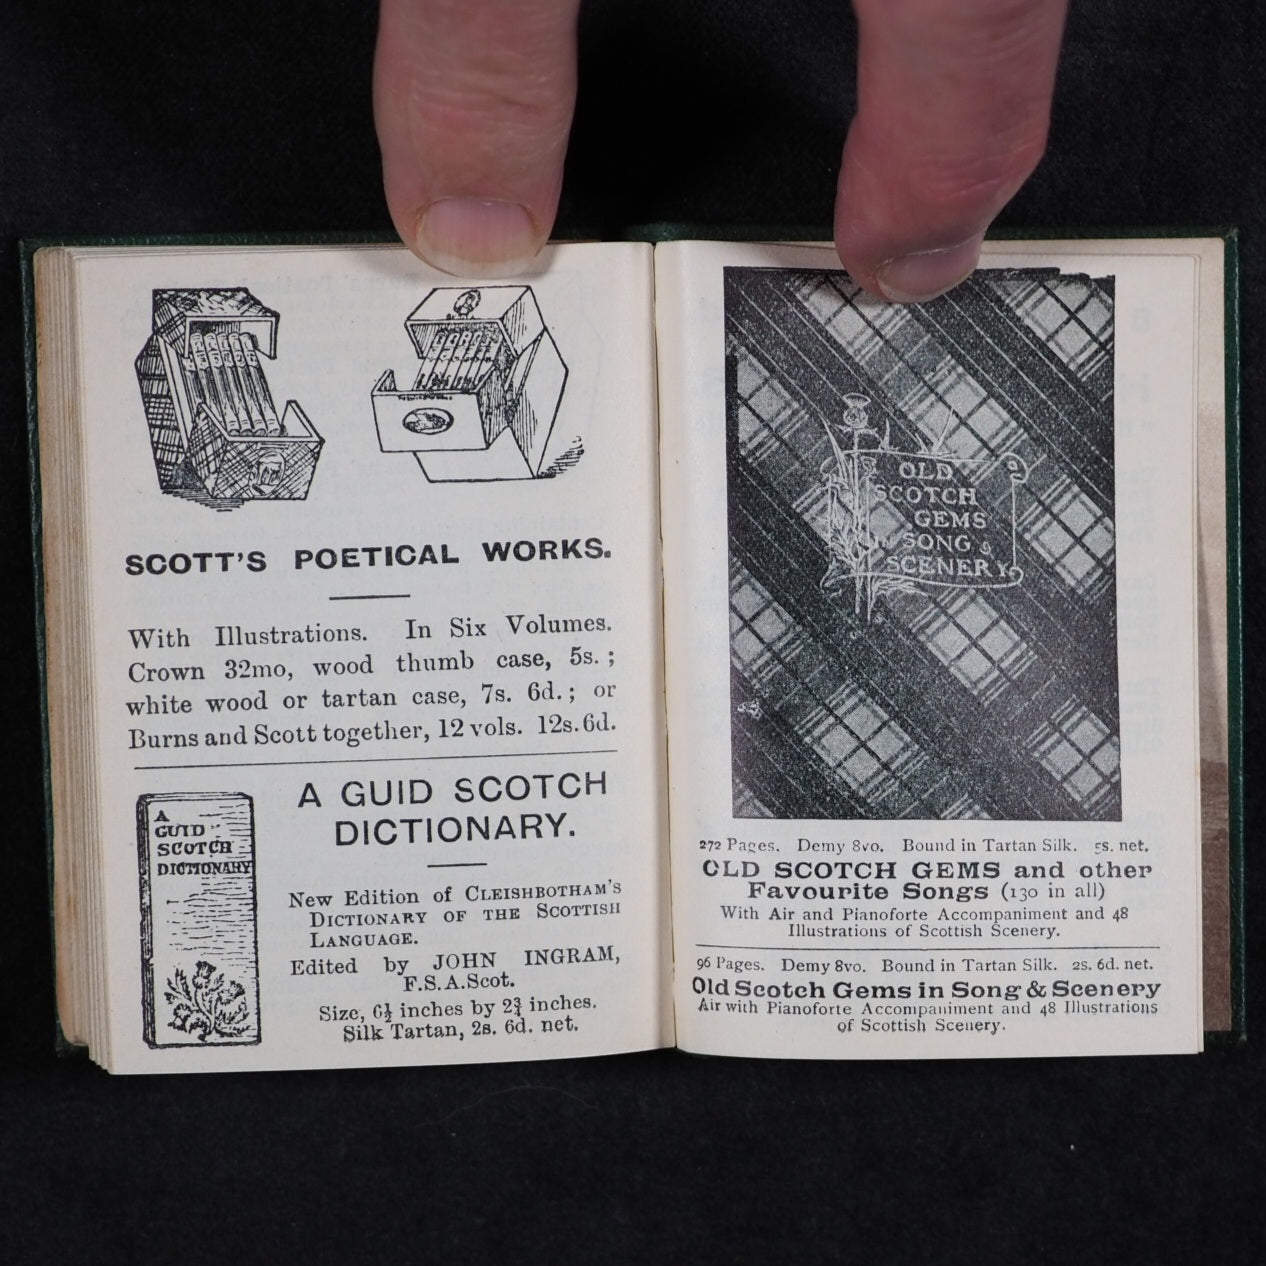 SCOTT'S POETICAL WORKS.
With Illustrations. In Six Volumes.
Crown 32mo, wood thumb case, 5s. ;
white wood or tartan case, 7s. 6d. ; or
Burns and Scott together, 12 vols. 12s. 6d.
A
GUID
SCOTCH
DICTIONARY
A GUID SCOTCH
DICTIONARY.
New Edition of CLEISHBOTHAM'S
DICTIONARY OF THE SCOTTISH
LANGUAGE.
Edited by JOHN INGRAM,
F.S.A.Scot.
Size, 6½ inches by 2¾ inches.
Silk Tartan, 2s. 6d. net.
OLD
SCOTCH
GEMS
SONG &
SCENERY
272 Pages. Demy 8vo. Bound in Tartan Silk. 5s. net.
OLD SCOTCH GEMS and other
Favourite Songs (130 in all)
With Air and Pianoforte Accompaniment and 48
Illustrations of Scottish Scenery.
96 Pages. Demy 8vo. Bound in Tartan Silk. 2s. 6d. net.
Old Scotch Gems in Song & Scenery
Air with Pianoforte Accompaniment and 48 Illustrations
of Scottish Scenery.